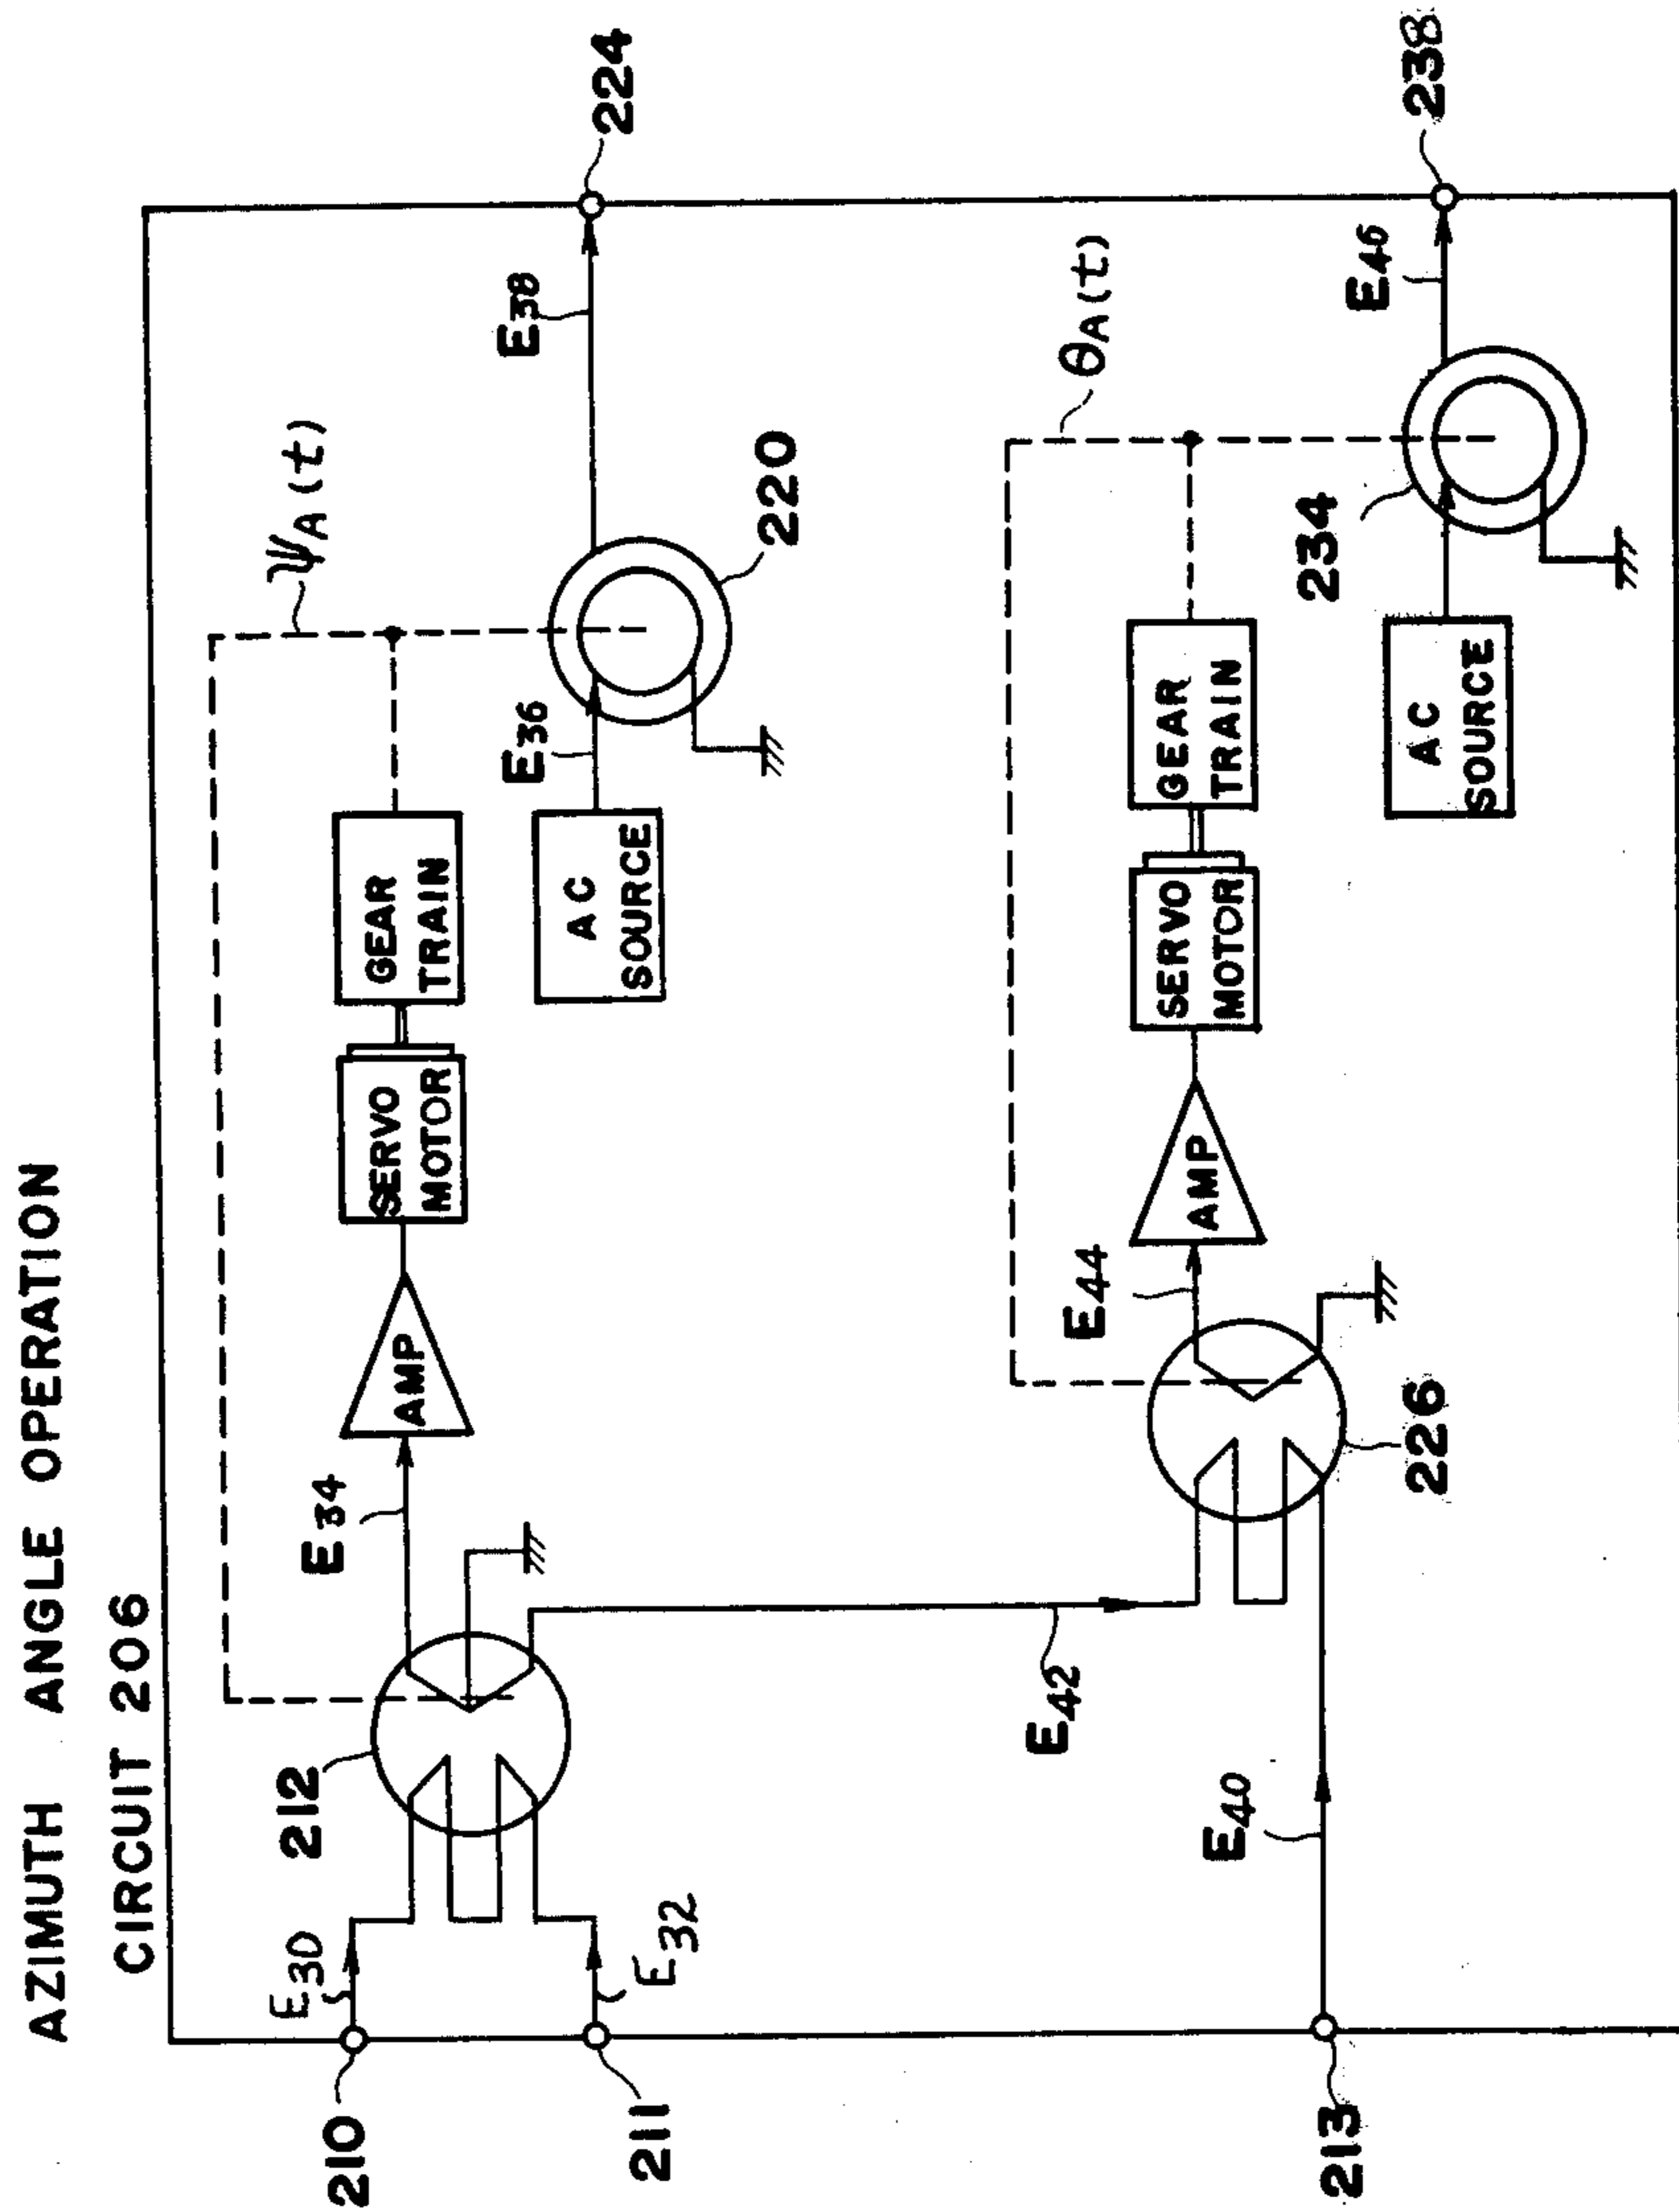 AZIMUTH ANGLE OPERATION
CIRCUIT 206
ψA(t)
210
E30
212
E34
AMP
SERVO
MOTOR
GEAR
TRAIN
211
E32
E36
AC
SOURCE
220
E38
224
E42
θA(t)
213
E40
226
E44
AMP
SERVO
MOTOR
GEAR
TRAIN
AC
SOURCE
234
E46
238